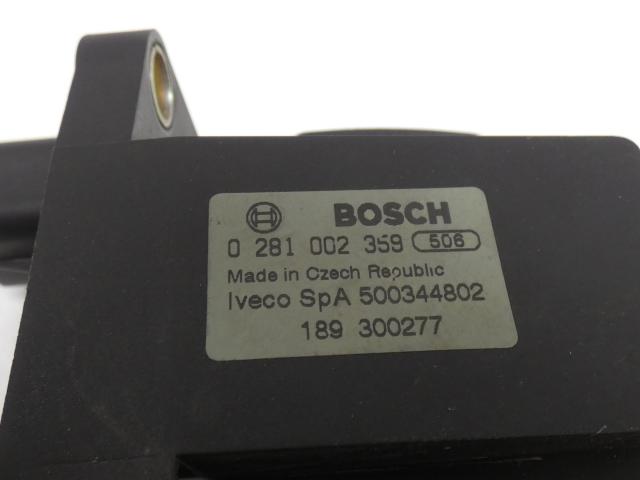 BOSCH
0 281 002 359 506
Made in Czech Republic
Iveco SpA 500344802
189 300277